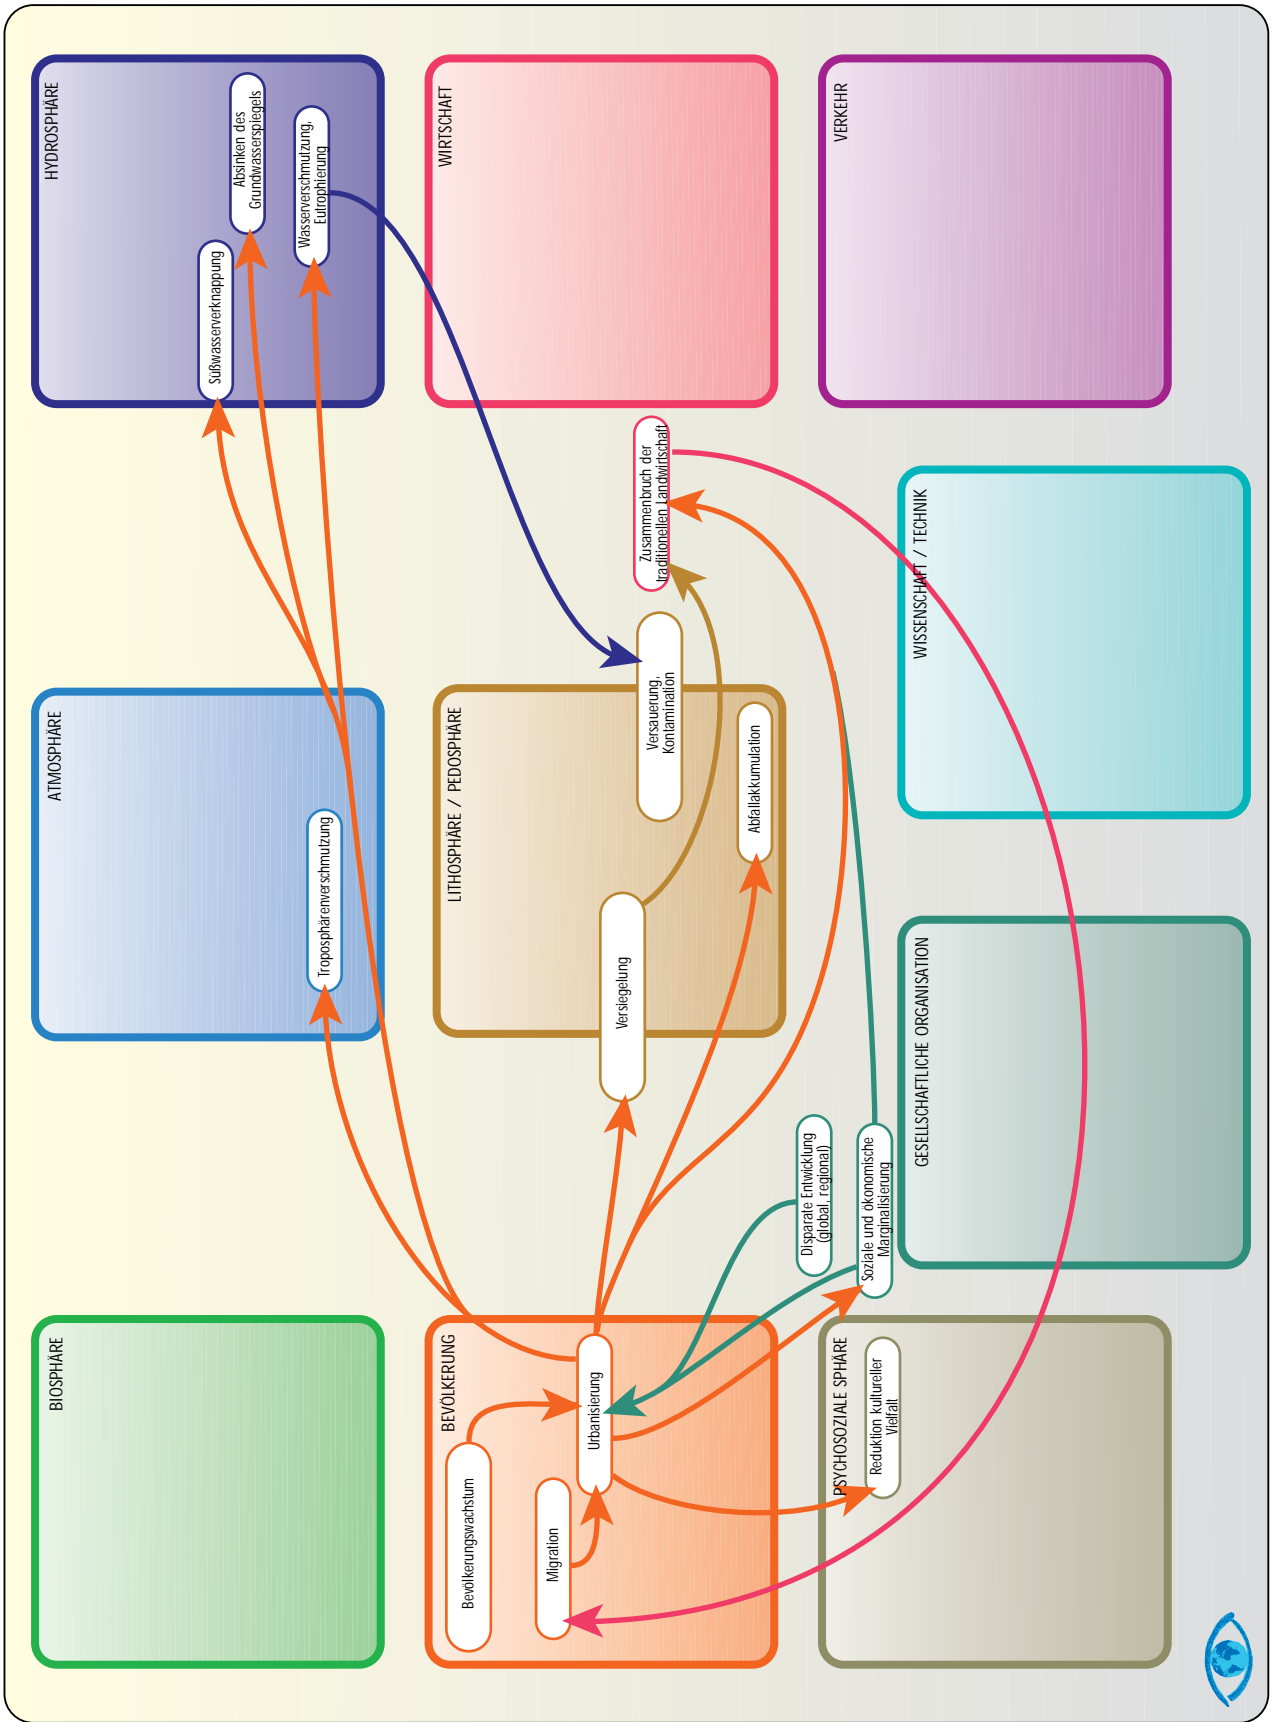 BIOSPHÄRE
ATMOSPHÄRE
Troposphärenverschmutzung
HYDROSPHÄRE
Süßwasserverknappung
Absinken des
Grundwasserspiegels
Wasserverschmutzung,
Eutrophierung
BEVÖLKERUNG
Bevölkerungswachstum
Migration
Urbanisierung
LITHOSPHÄRE / PEDOSPHÄRE
Versiegelung
Versauerung,
Kontamination
Abfallakkumulation
WIRTSCHAFT
Zusammenbruch der
traditionellen Landwirtschaft
PSYCHOSOZIALE SPHÄRE
Reduktion kultureller
Vielfalt
Disparate Entwicklung
(global, regional)
Soziale und ökonomische
Marginalisierung
GESELLSCHAFTLICHE ORGANISATION
WISSENSCHAFT / TECHNIK
VERKEHR